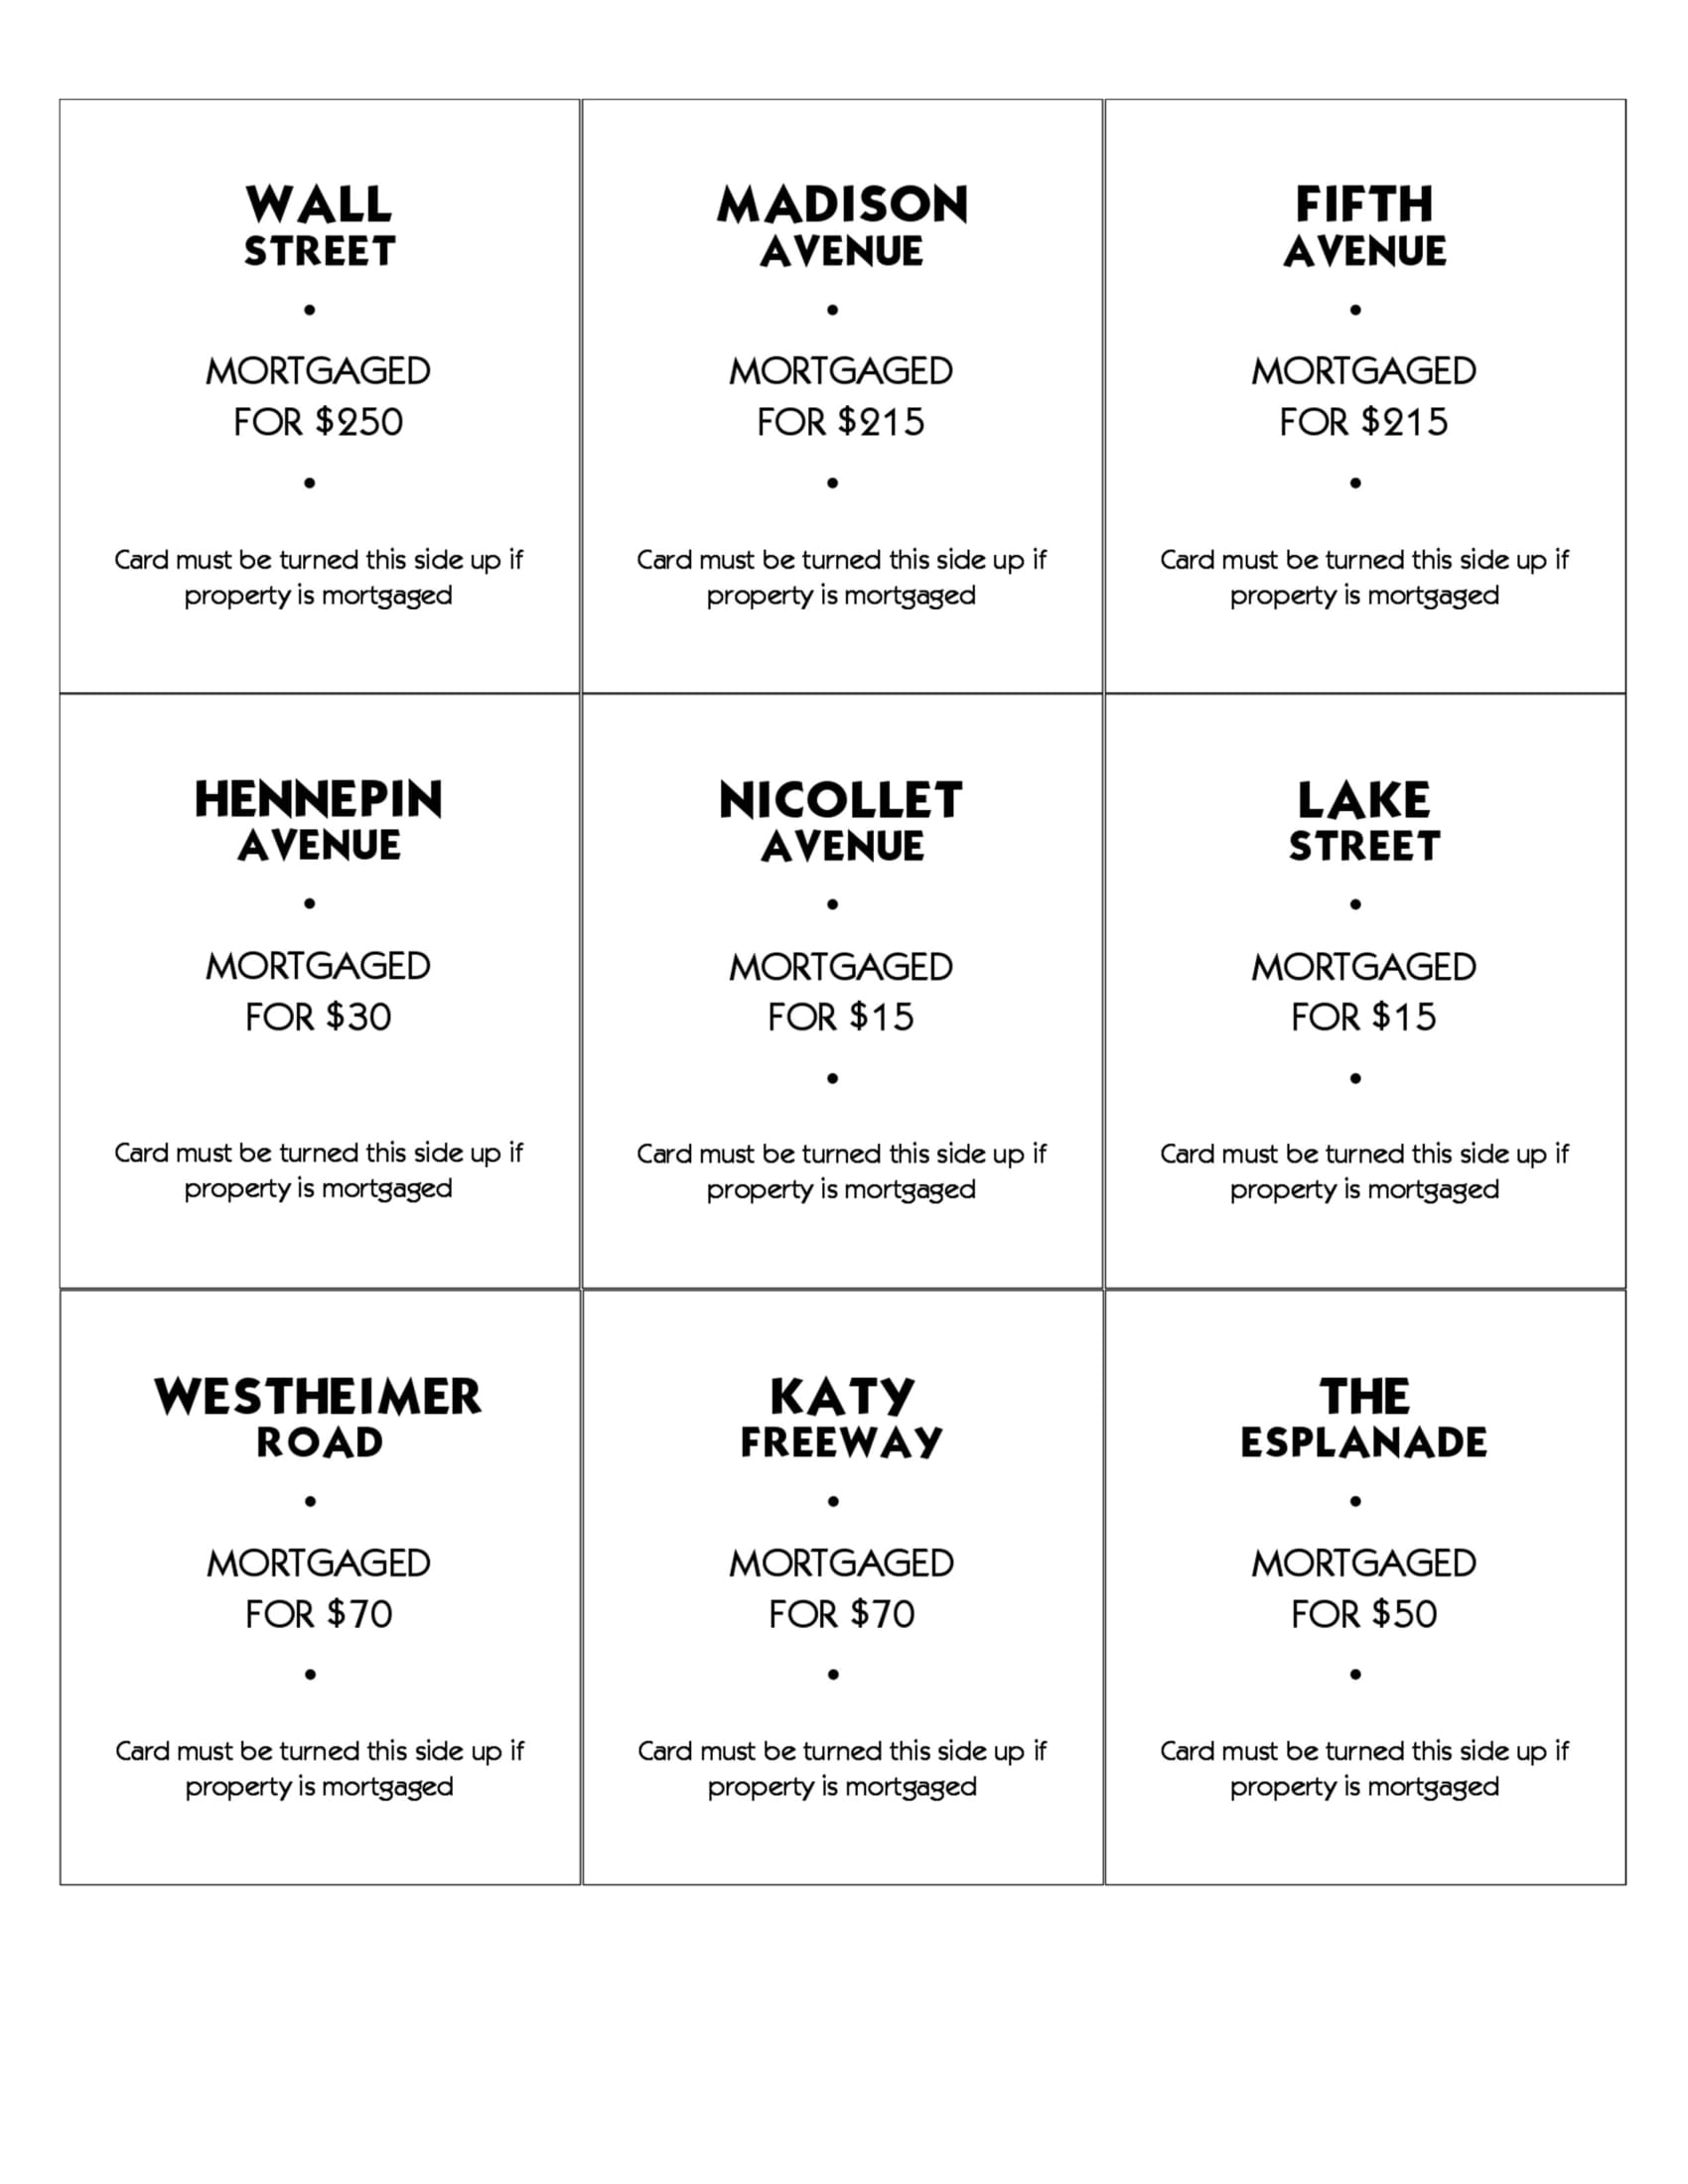 WALL
STREET
•
MORTGAGED
FOR $250
•
Card must be turned this side up if
property is mortgaged
MADISON
AVENUE
•
MORTGAGED
FOR $215
•
Card must be turned this side up if
property is mortgaged
FIFTH
AVENUE
•
MORTGAGED
FOR $215
•
Card must be turned this side up if
property is mortgaged
HENNEPIN
AVENUE
•
MORTGAGED
FOR $30
Card must be turned this side up if
property is mortgaged
NICOLLET
AVENUE
•
MORTGAGED
FOR $15
•
Card must be turned this side up if
property is mortgaged
LAKE
STREET
•
MORTGAGED
FOR $15
•
Card must be turned this side up if
property is mortgaged
WESTHEIMER
ROAD
•
MORTGAGED
FOR $70
•
Card must be turned this side up if
property is mortgaged
KATY
FREEWAY
•
MORTGAGED
FOR $70
•
Card must be turned this side up if
property is mortgaged
THE
ESPLANADE
•
MORTGAGED
FOR $50
•
Card must be turned this side up if
property is mortgaged